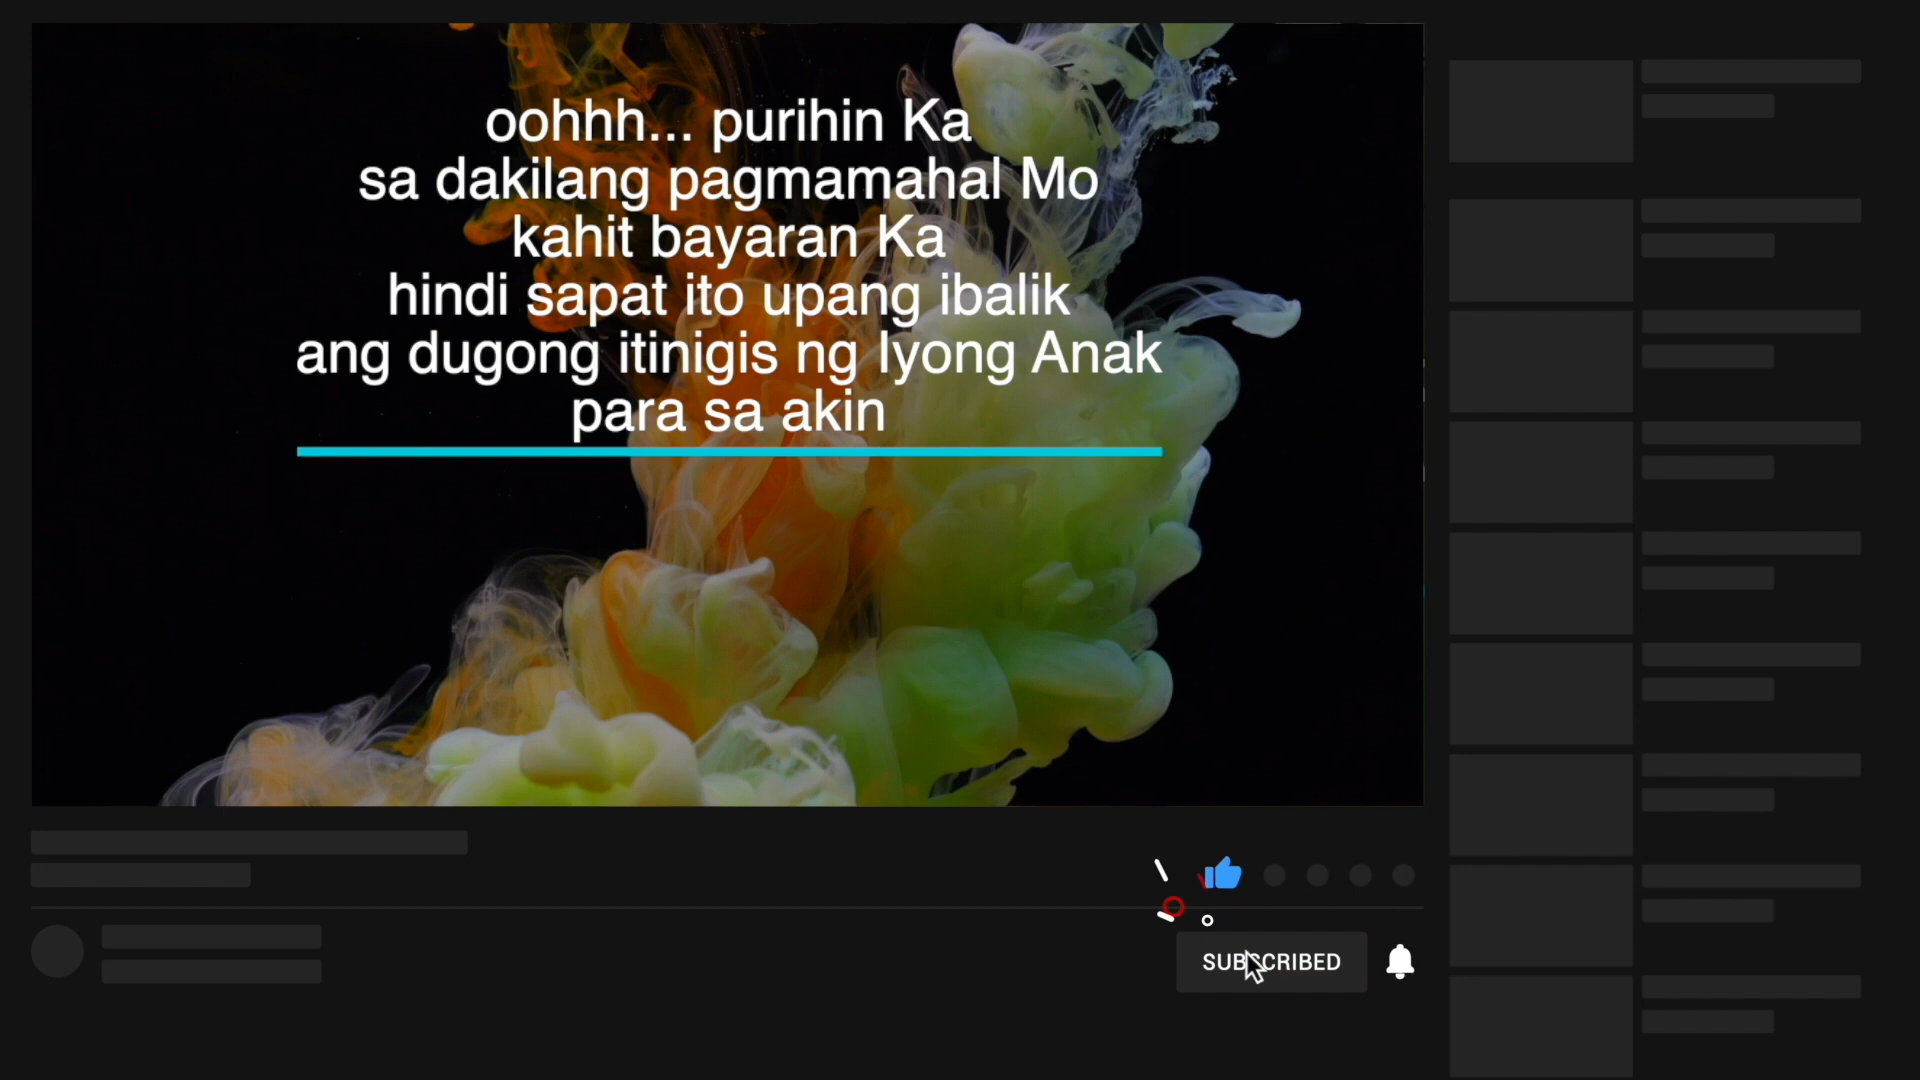 oohhh... purihin Ka
sa dakilang pagmamahal Mo
kahit bayaran Ka
hindi sapat ito upang ibalik
ang dugong itinigis ng Iyong Anak
para sa akin
SUBSCRIBED